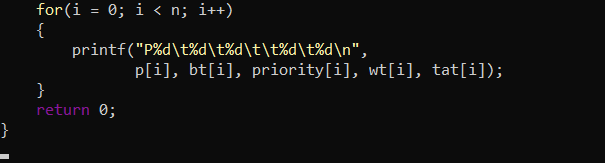 for(i = 0; i < n; i++)
{
printf("P%d\t%d\t%d\t\t%d\t%d\n",
p[i], bt[i], priority[i], wt[i], tat[i]);
}
return 0;
}